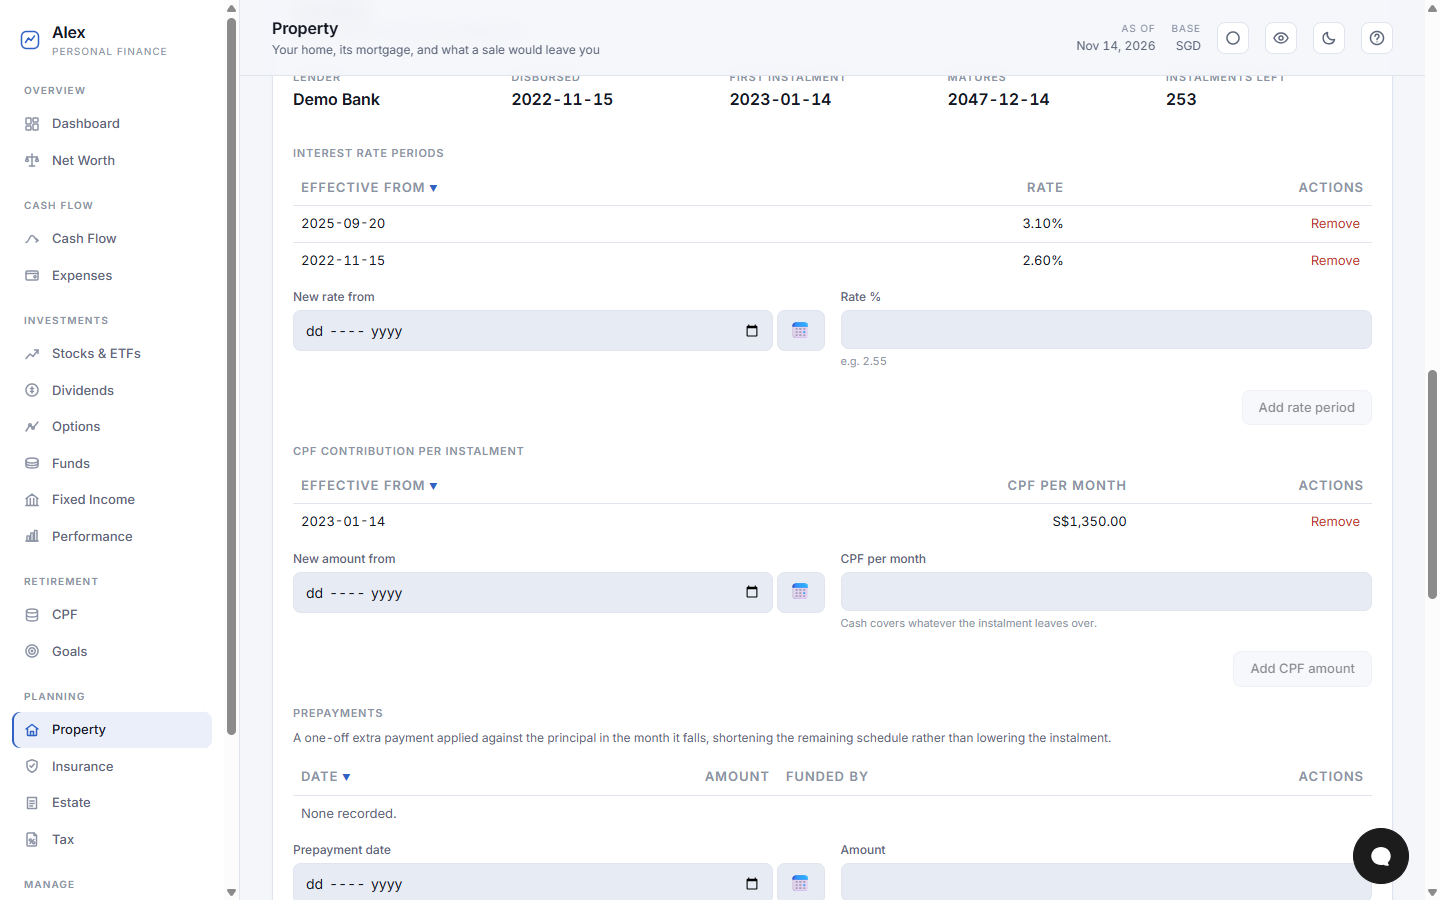 Alex
PERSONAL FINANCE
OVERVIEW
Dashboard
Net Worth
CASH FLOW
Cash Flow
Expenses
INVESTMENTS
Stocks & ETFs
Dividends
Options
Funds
Fixed Income
Performance
RETIREMENT
CPF
Goals
PLANNING
Property
Insurance
Estate
Tax
MANAGE
Property
Your home, its mortgage, and what a sale would leave you
AS OF
Nov 14, 2026
BASE
SGD
LENDER DISBURSED FIRST INSTALMENT MATURES INSTALMENTS LEFT
Demo Bank 2022-11-15 2023-01-14 2047-12-14 253
INTEREST RATE PERIODS
EFFECTIVE FROM ▼ RATE ACTIONS
2025-09-20 3.10% Remove
2022-11-15 2.60% Remove
New rate from Rate %
dd ---- yyyy
e.g. 2.55
Add rate period
CPF CONTRIBUTION PER INSTALMENT
EFFECTIVE FROM ▼ CPF PER MONTH ACTIONS
2023-01-14 S$1,350.00 Remove
New amount from CPF per month
dd ---- yyyy
Cash covers whatever the instalment leaves over.
Add CPF amount
PREPAYMENTS
A one-off extra payment applied against the principal in the month it falls, shortening the remaining schedule rather than lowering the instalment.
DATE ▼ AMOUNT FUNDED BY ACTIONS
None recorded.
Prepayment date Amount
dd ---- yyyy